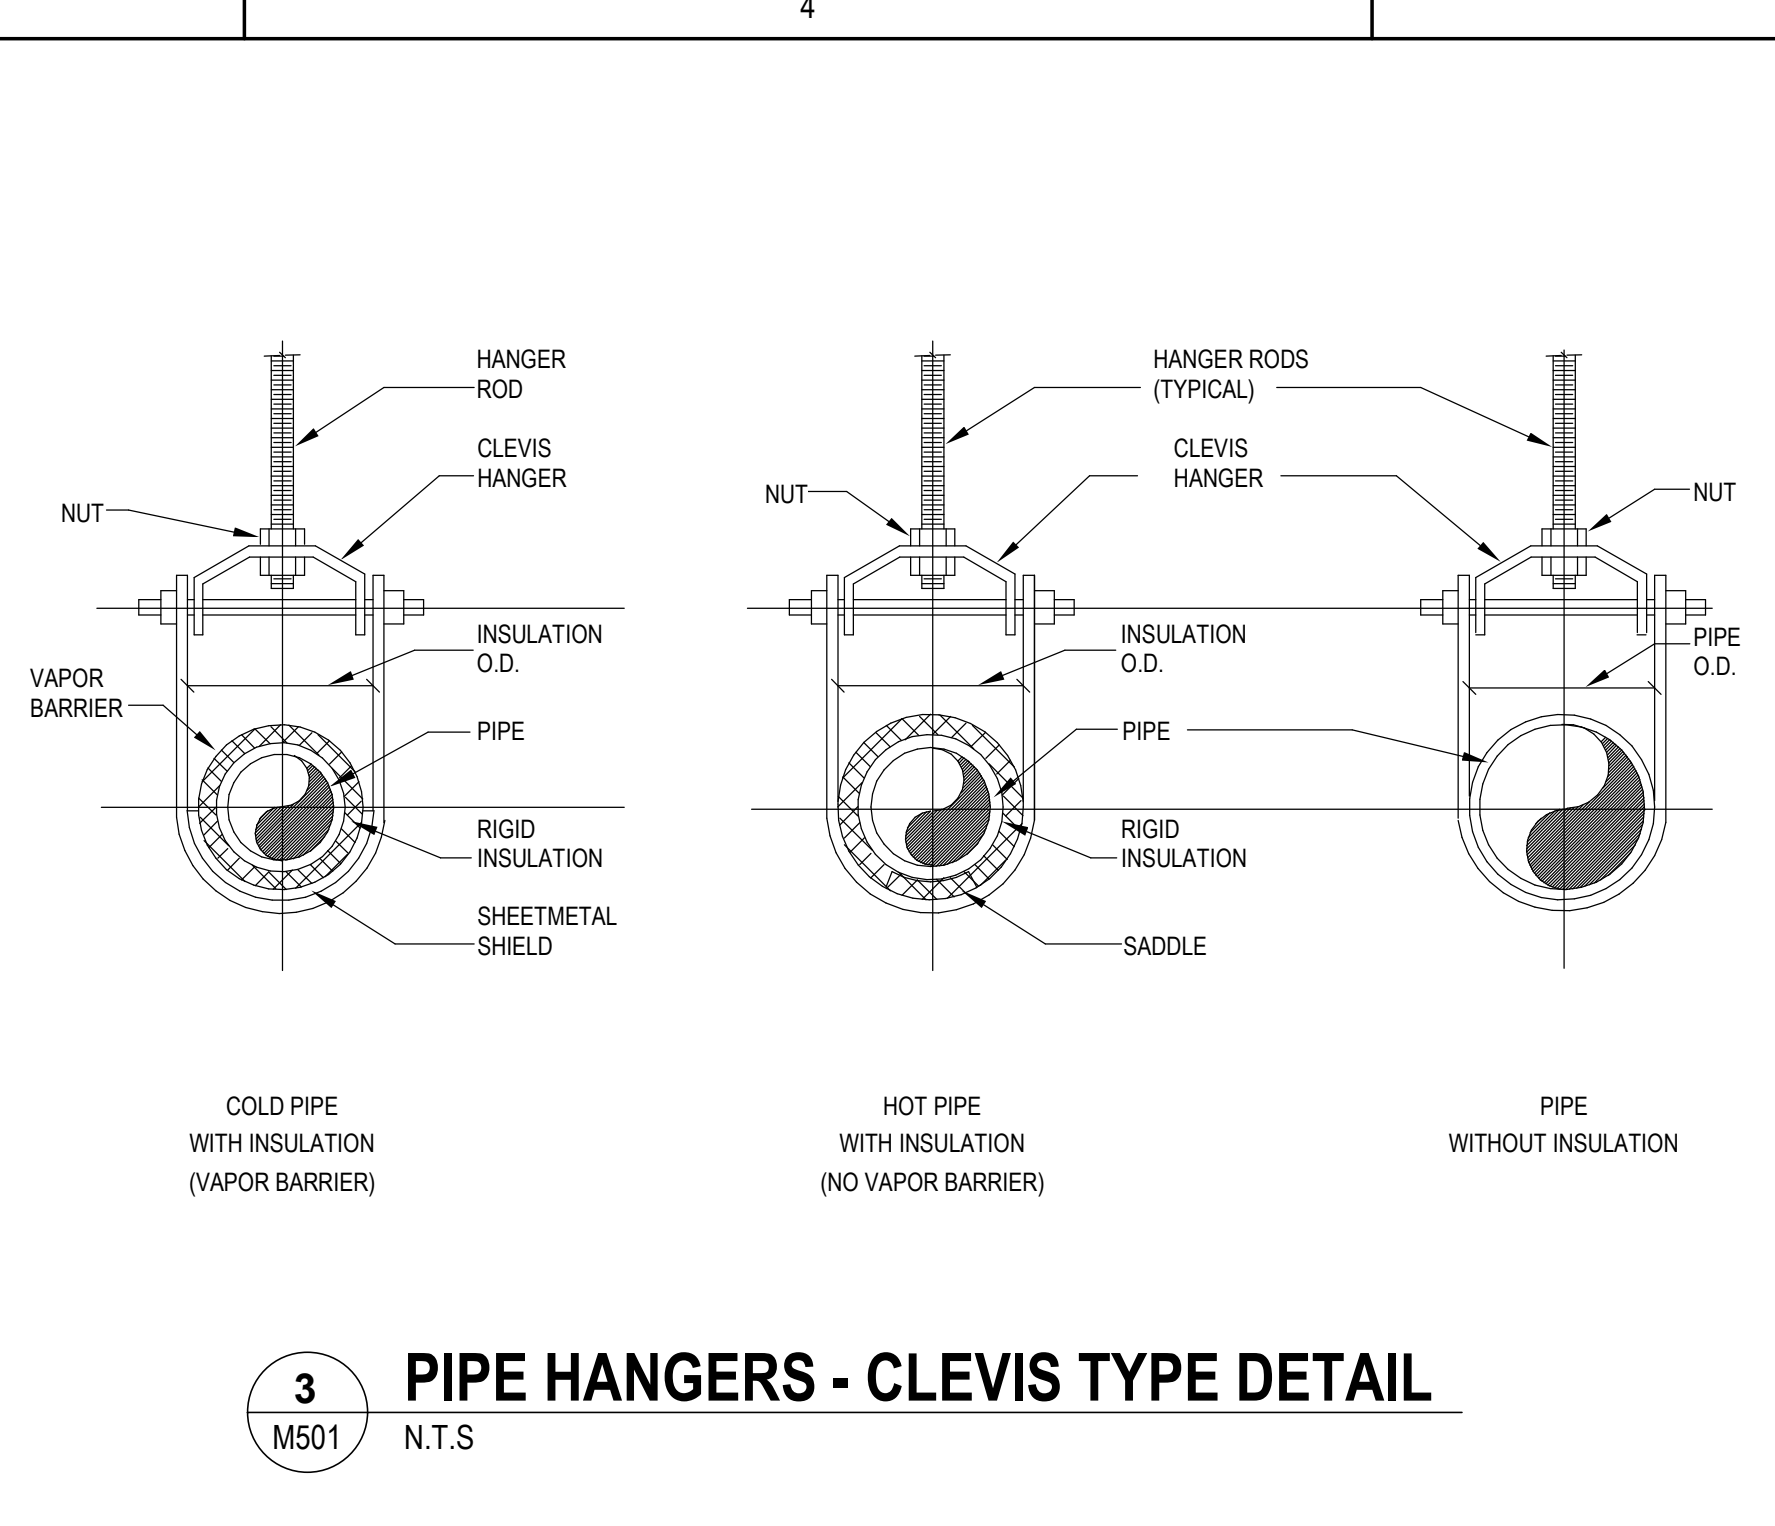 4
HANGER
ROD
CLEVIS
HANGER
NUT
INSULATION
O.D.
VAPOR
BARRIER
PIPE
RIGID
INSULATION
SHEETMETAL
SHIELD
COLD PIPE
WITH INSULATION
(VAPOR BARRIER)
HANGER RODS
(TYPICAL)
CLEVIS
HANGER
NUT
INSULATION
O.D.
PIPE
RIGID
INSULATION
SADDLE
HOT PIPE
WITH INSULATION
(NO VAPOR BARRIER)
NUT
PIPE
O.D.
PIPE
WITHOUT INSULATION
3
M501
PIPE HANGERS - CLEVIS TYPE DETAIL
N.T.S